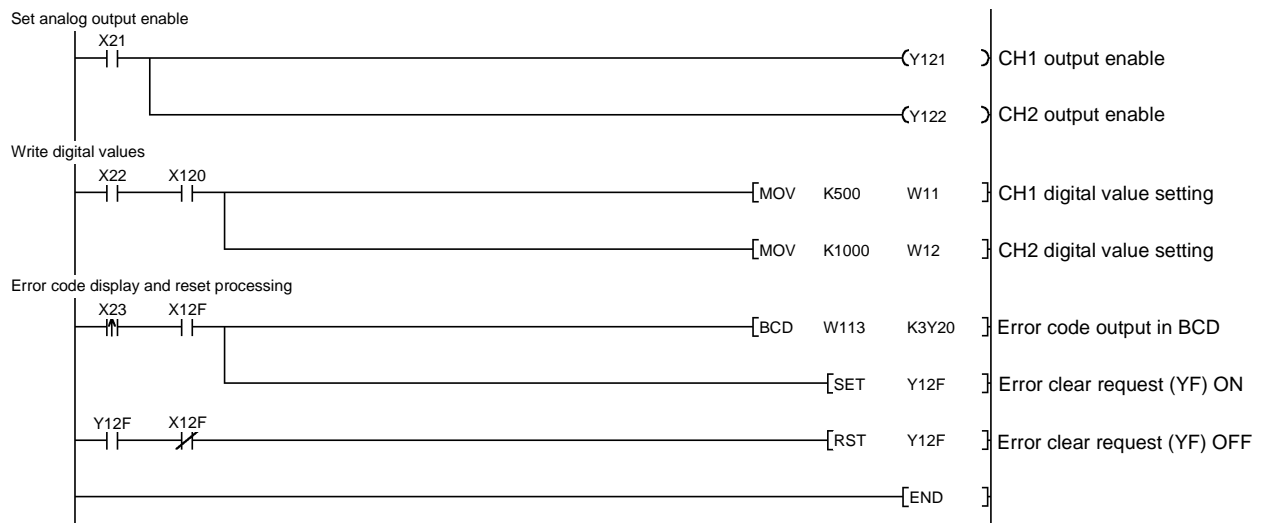 Set analog output enable
X21
Y121 CH1 output enable
Y122 CH2 output enable
Write digital values
X22 X120
MOV K500 W11 CH1 digital value setting
MOV K1000 W12 CH2 digital value setting
Error code display and reset processing
X23 X12F
BCD W113 K3Y20 Error code output in BCD
SET Y12F Error clear request (YF) ON
Y12F X12F
RST Y12F Error clear request (YF) OFF
END